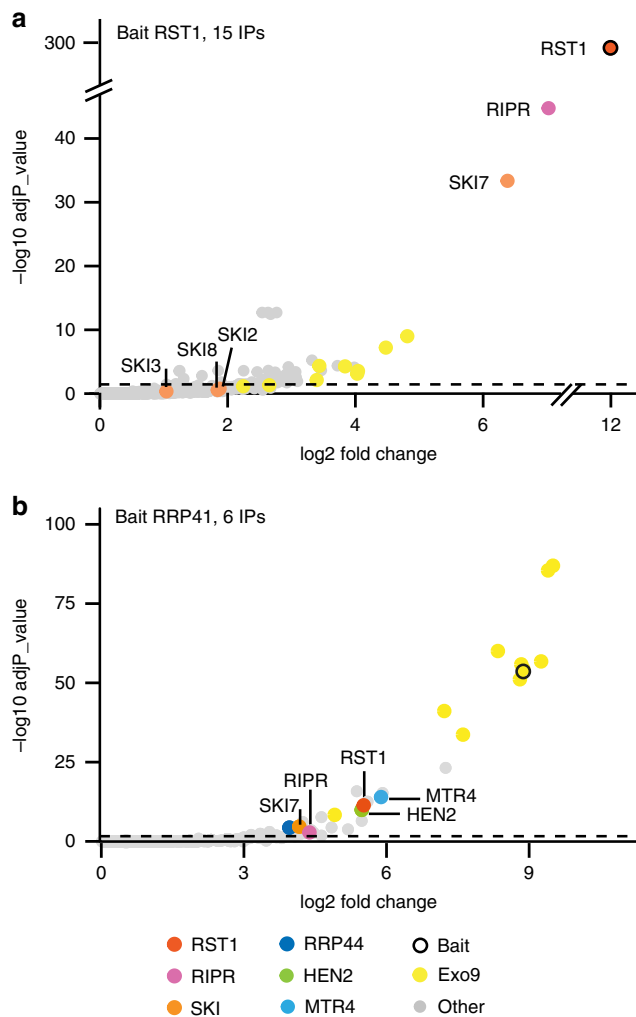 a
Bait RST1, 15 IPs
300
40
30
20
10
0
−log10 adjP_value
RST1
RIPR
SKI7
SKI3
SKI8
SKI2
0
2
4
6
12
log2 fold change
b
Bait RRP41, 6 IPs
100
75
50
25
0
−log10 adjP_value
RST1
RIPR
SKI7
MTR4
HEN2
0
3
6
9
log2 fold change
RST1
RRP44
Bait
RIPR
HEN2
Exo9
SKI
MTR4
Other